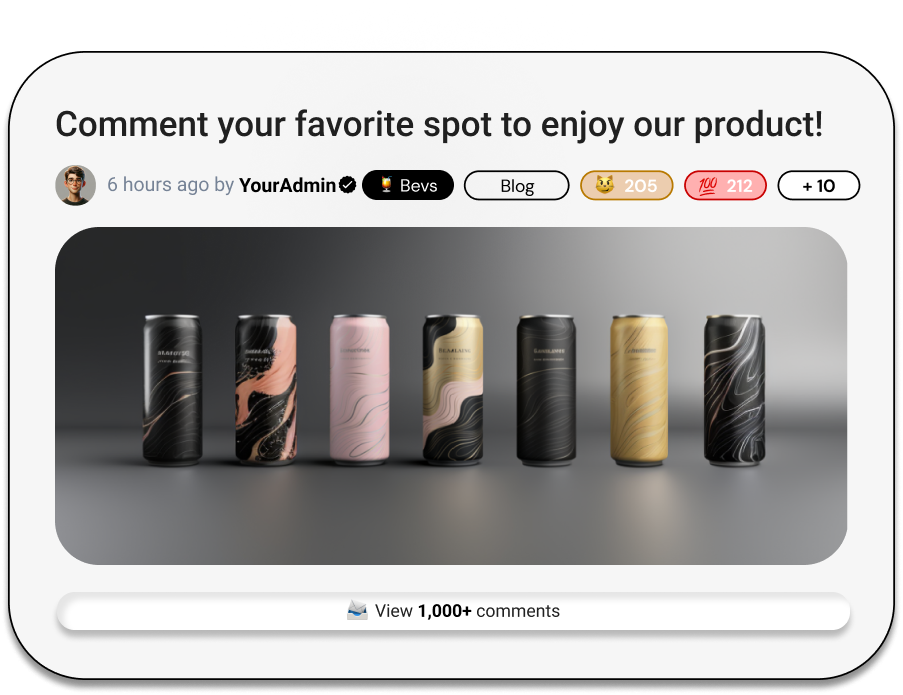 Comment your favorite spot to enjoy our product!
6 hours ago by YourAdmin Bevs Blog 205 212 + 10
View 1,000+ comments